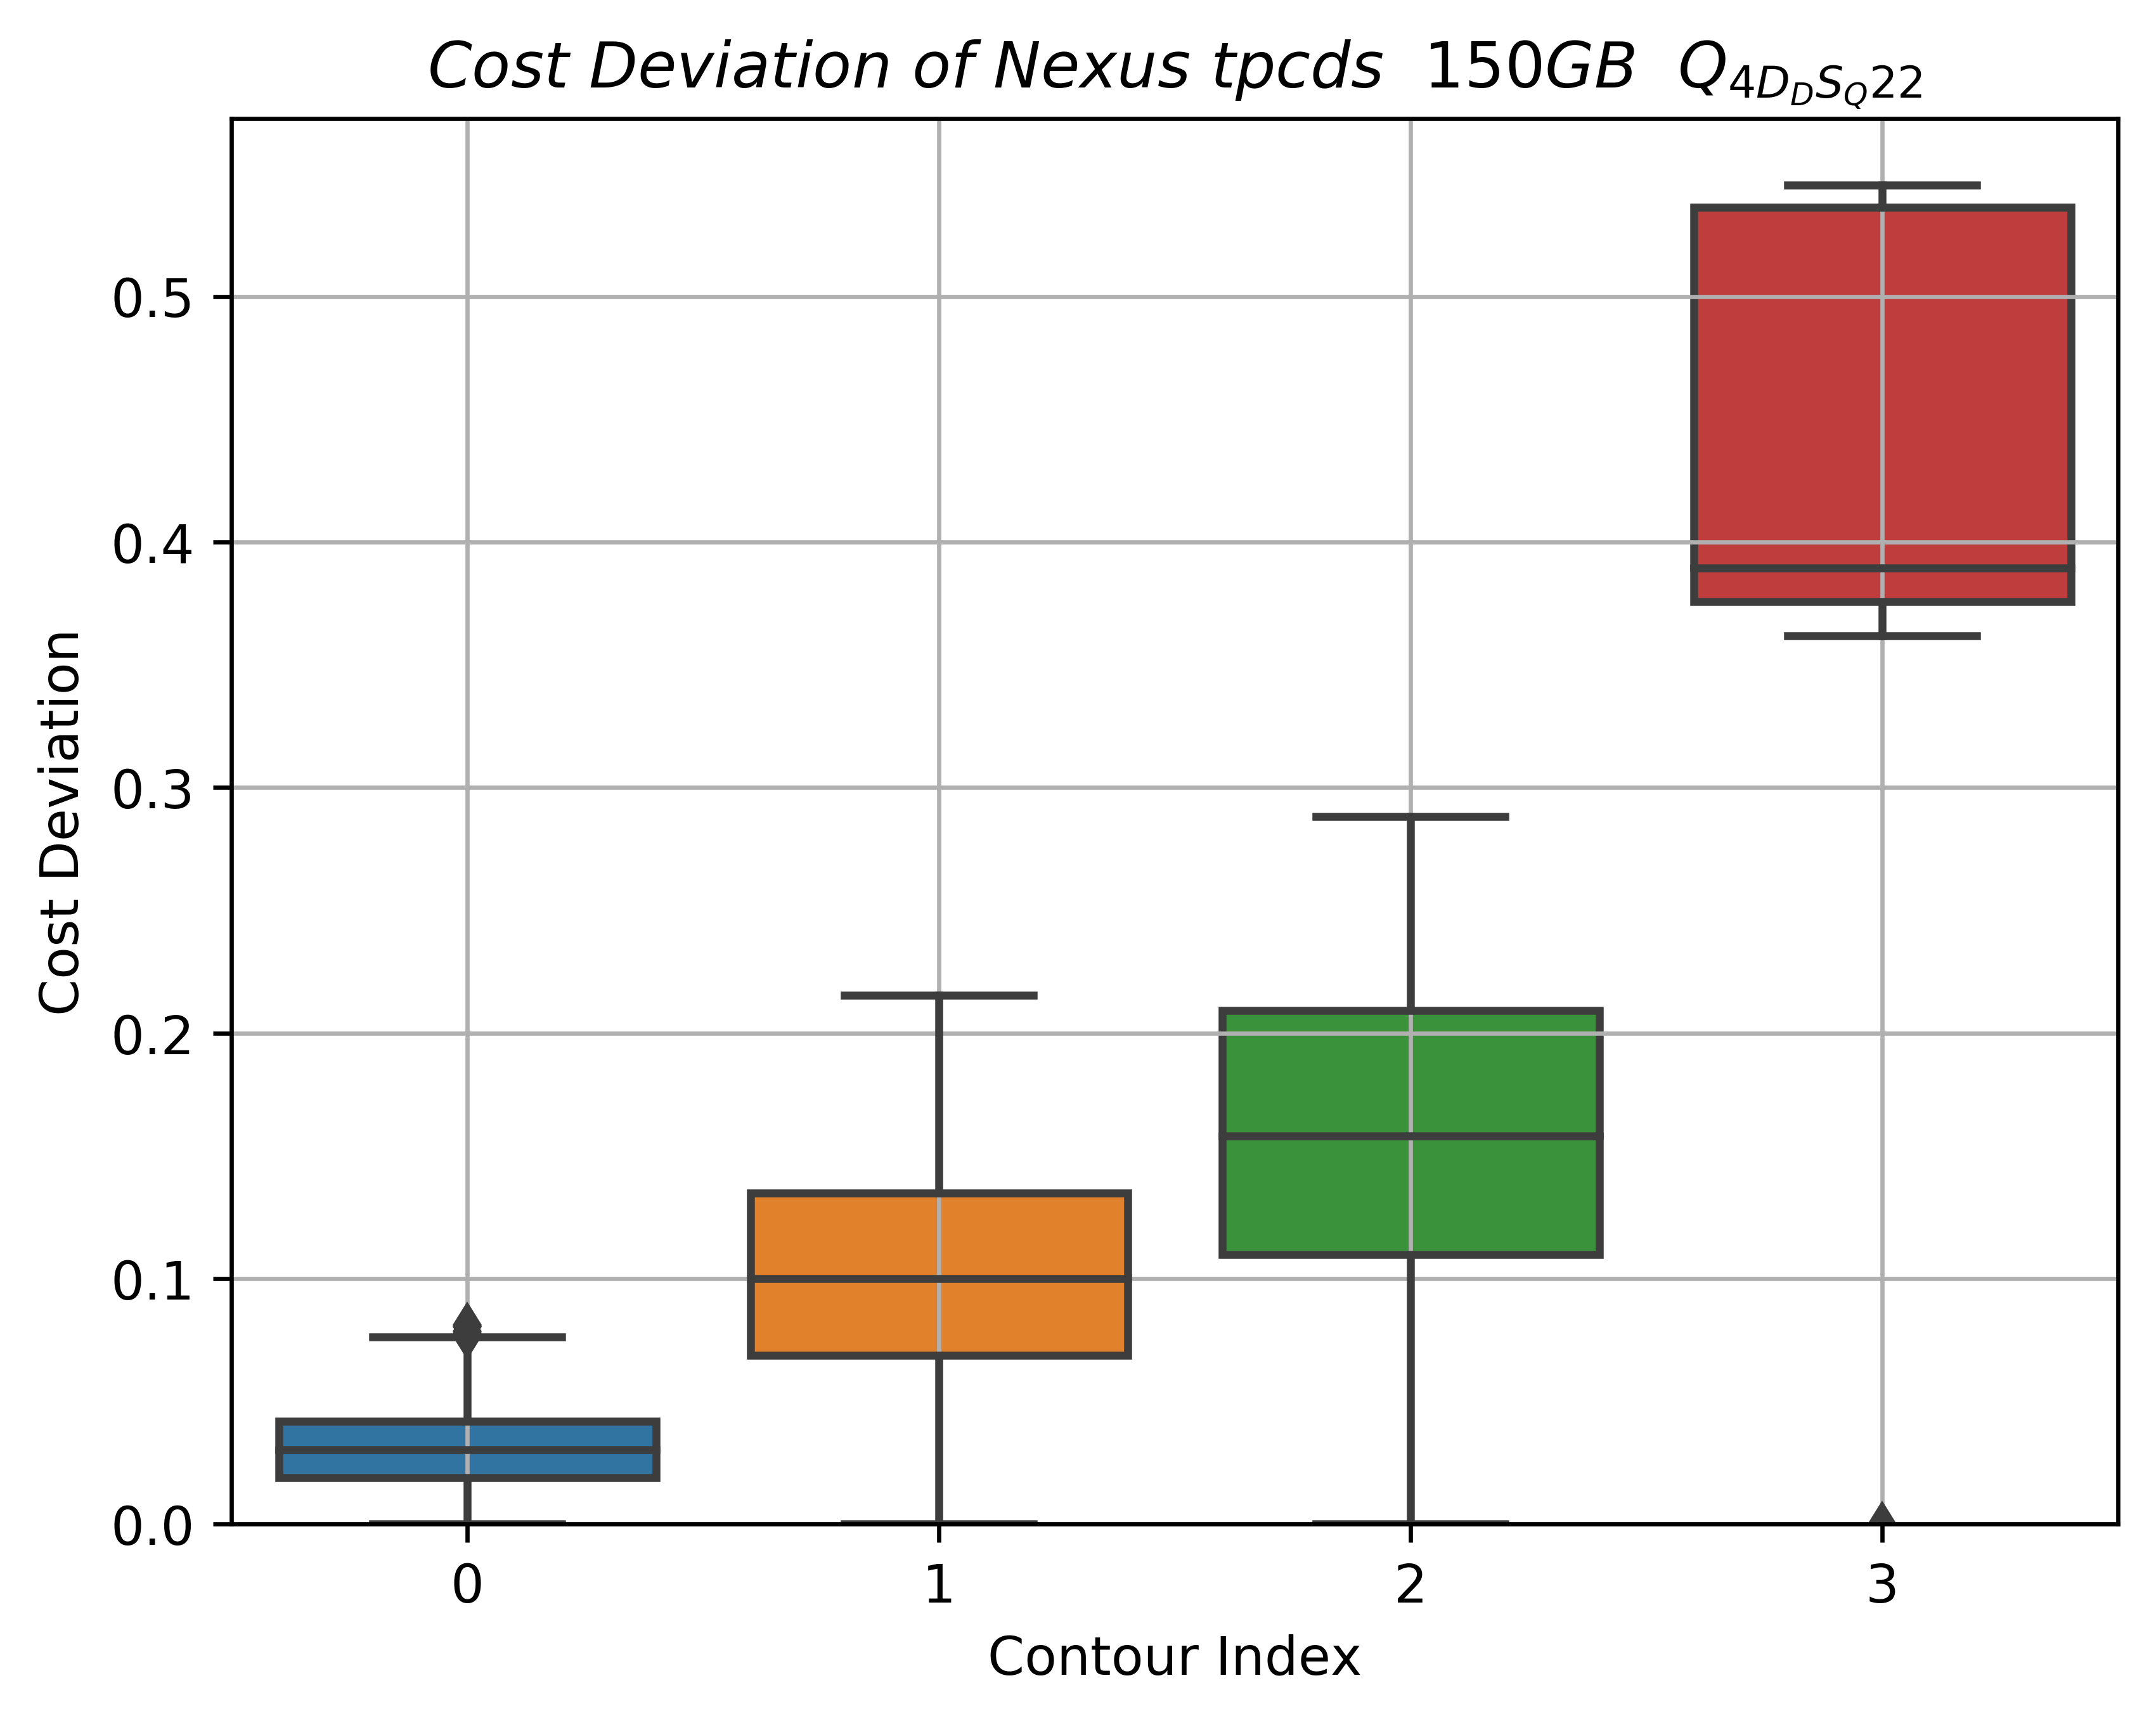 Cost Deviation of Nexus tpcds 150GB Q4DDSQ22
0.5
0.4
0.3
0.2
0.1
0.0
Cost Deviation
0 1 2 3
Contour Index